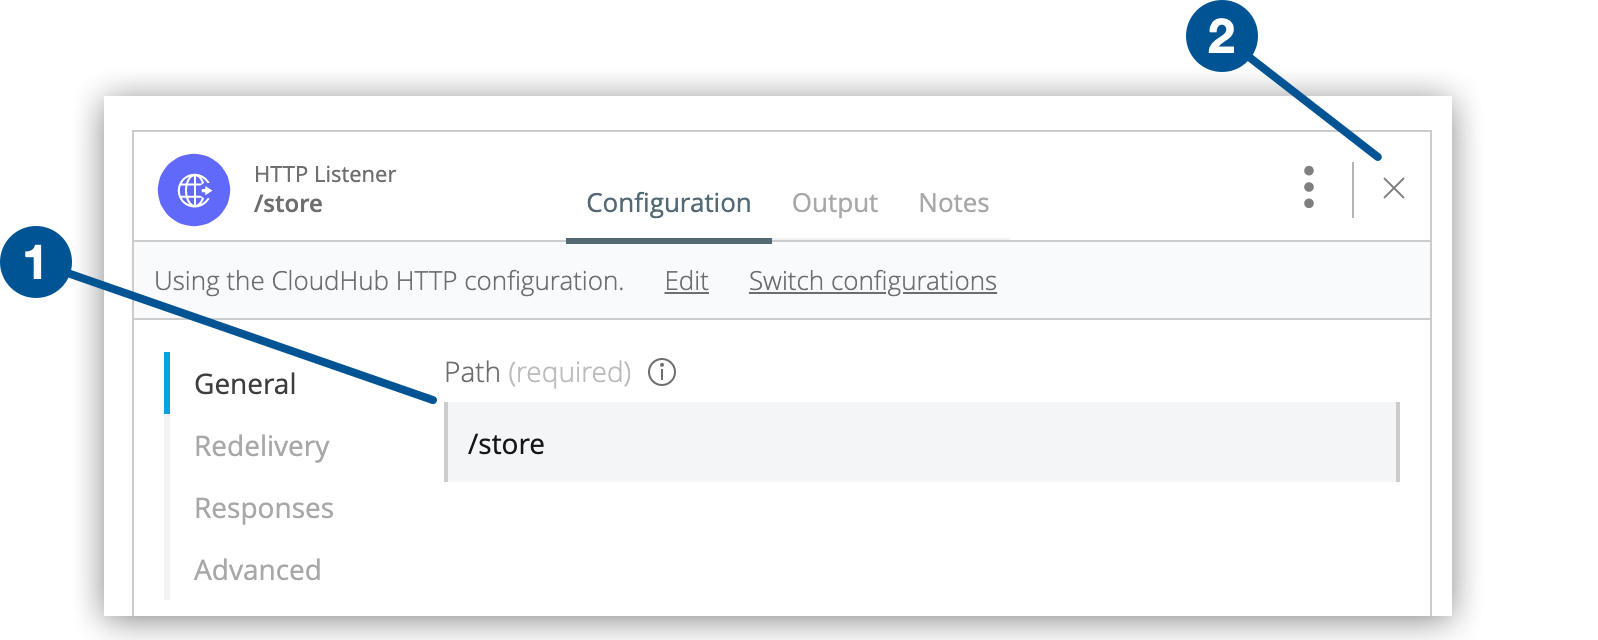 2
HTTP Listener
/store
Configuration Output Notes
1
Using the CloudHub HTTP configuration. Edit Switch configurations
General
Redelivery
Responses
Advanced
Path (required)
/store